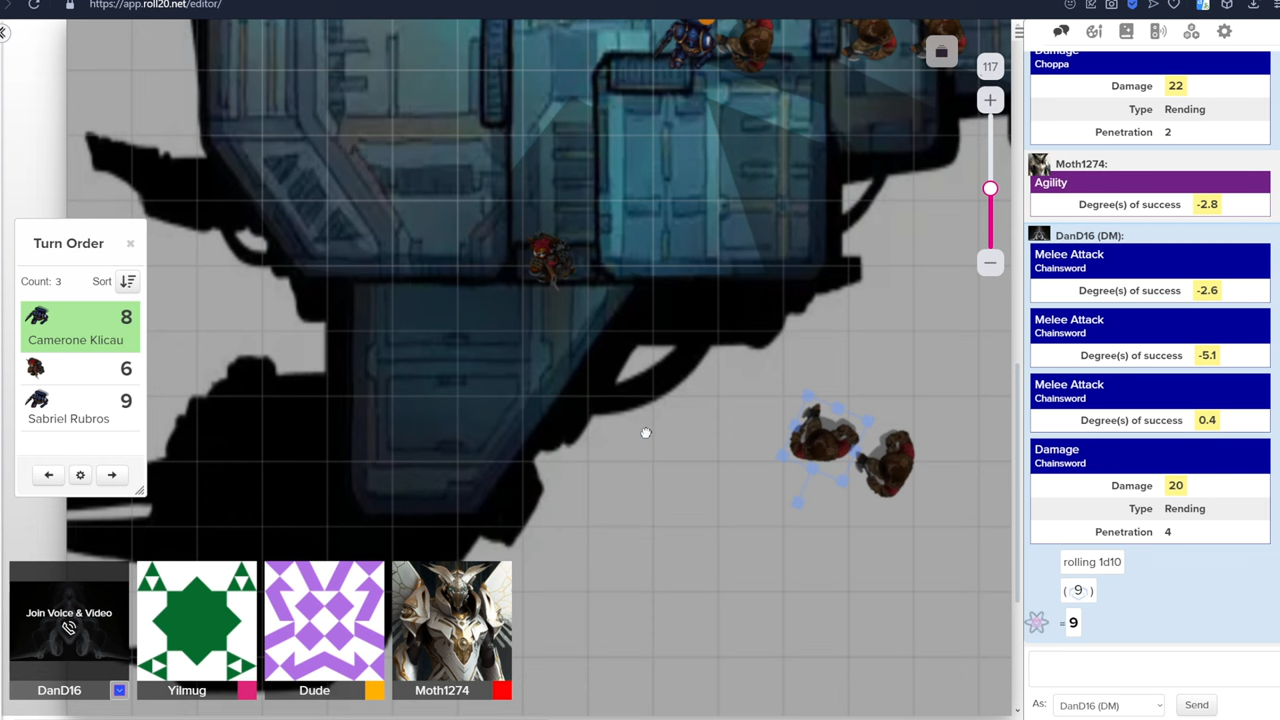 https://app.roll20.net/editor/
117
Turn Order
Count: 3
Sort
8
Camerone Klicau
6
9
Sabriel Rubros
Join Voice & Video
DanD16
Yilmug
Dude
Moth1274
Damage
Choppa
Damage 22
Type Rending
Penetration 2
Moth1274:
Agility
Degree(s) of success -2.8
DanD16 (DM):
Melee Attack
Chainsword
Degree(s) of success -2.6
Melee Attack
Chainsword
Degree(s) of success -5.1
Melee Attack
Chainsword
Degree(s) of success 0.4
Damage
Chainsword
Damage 20
Type Rending
Penetration 4
rolling 1d10
( 9 )
= 9
As: DanD16 (DM) Send